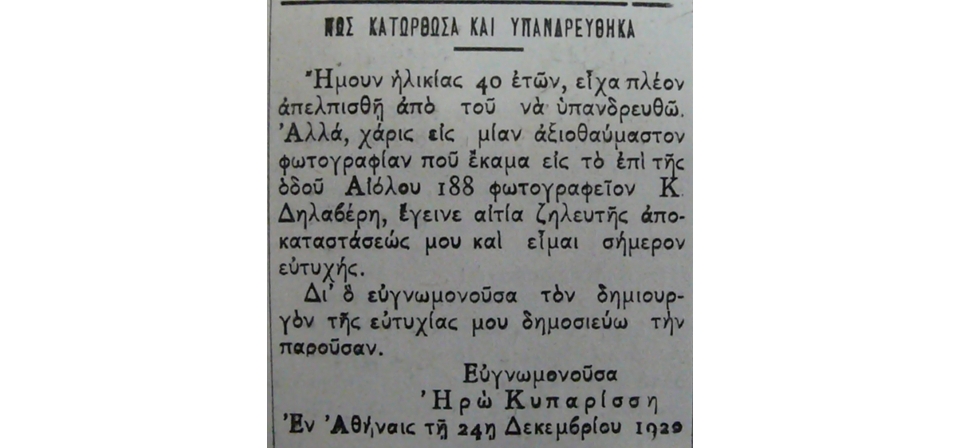 ΠΩΣ ΚΑΤΩΡΘΩΣΑ ΚΑΙ ΥΠΑΝΔΡΕΥΘΗΚΑ
Ἤμουν ἡλικίας 40 ἐτῶν, εἶχα πλέον
ἀπελπισθῆ ἀπὸ τοῦ νὰ ὑπανδρευθῶ.
Ἀλλά, χάρις εἰς μίαν ἀξιοθαύμαστον
φωτογραφίαν ποῦ ἔκαμα εἰς τὸ ἐπὶ τῆς
ὁδοῦ Αἰόλου 188 φωτογραφεῖον Κ.
Δηλαβέρη, ἔγεινε αἰτία ζηλευτῆς ἀπο-
καταστάσεώς μου καὶ εἶμαι σήμερον
εὐτυχής.
Δι' ὃ εὐγνωμονοῦσα τὸν δημιουρ-
γὸν τῆς εὐτυχίας μου δημοσιεύω τὴν
παροῦσαν.
Εὐγνωμονοῦσα
Ἡρὼ Κυπαρίσση
Ἐν Ἀθήναις τῇ 24ῃ Δεκεμβρίου 1920